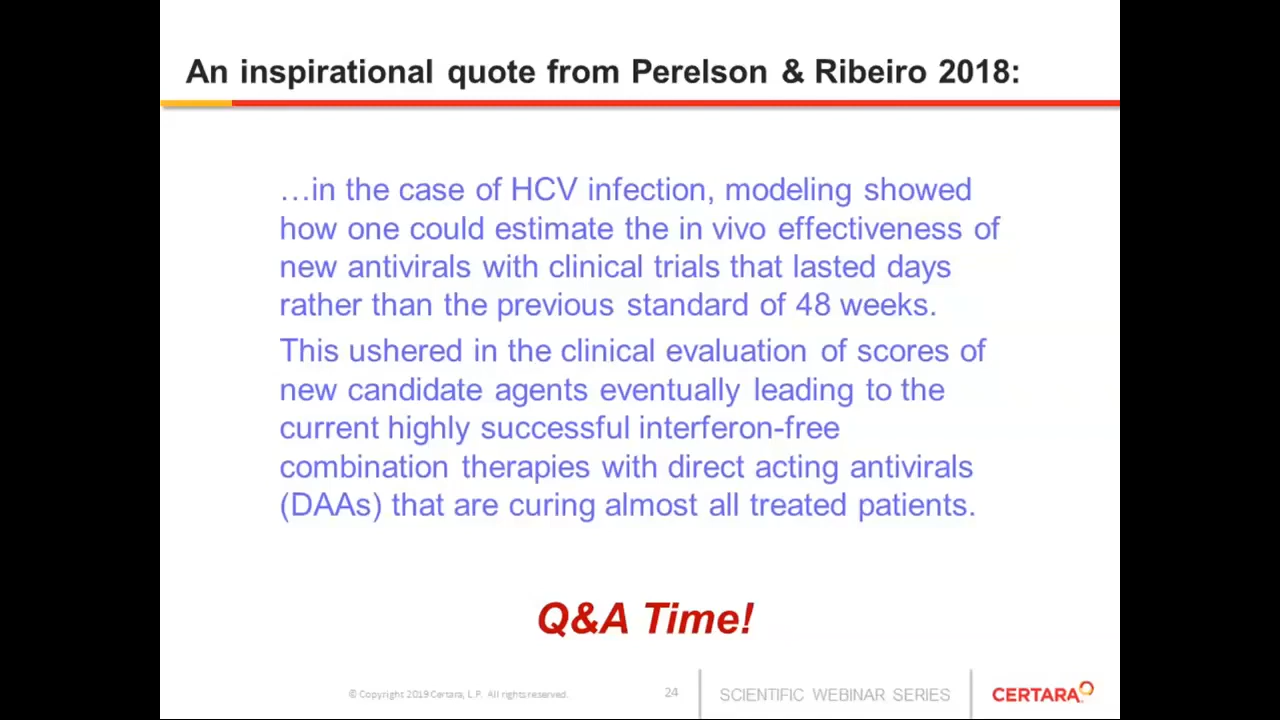 An inspirational quote from Perelson & Ribeiro 2018:
…in the case of HCV infection, modeling showed
how one could estimate the in vivo effectiveness of
new antivirals with clinical trials that lasted days
rather than the previous standard of 48 weeks.
This ushered in the clinical evaluation of scores of
new candidate agents eventually leading to the
current highly successful interferon-free
combination therapies with direct acting antivirals
(DAAs) that are curing almost all treated patients.
Q&A Time!
© Copyright 2019 Certara, L.P. All rights reserved.
24
SCIENTIFIC WEBINAR SERIES
CERTARA